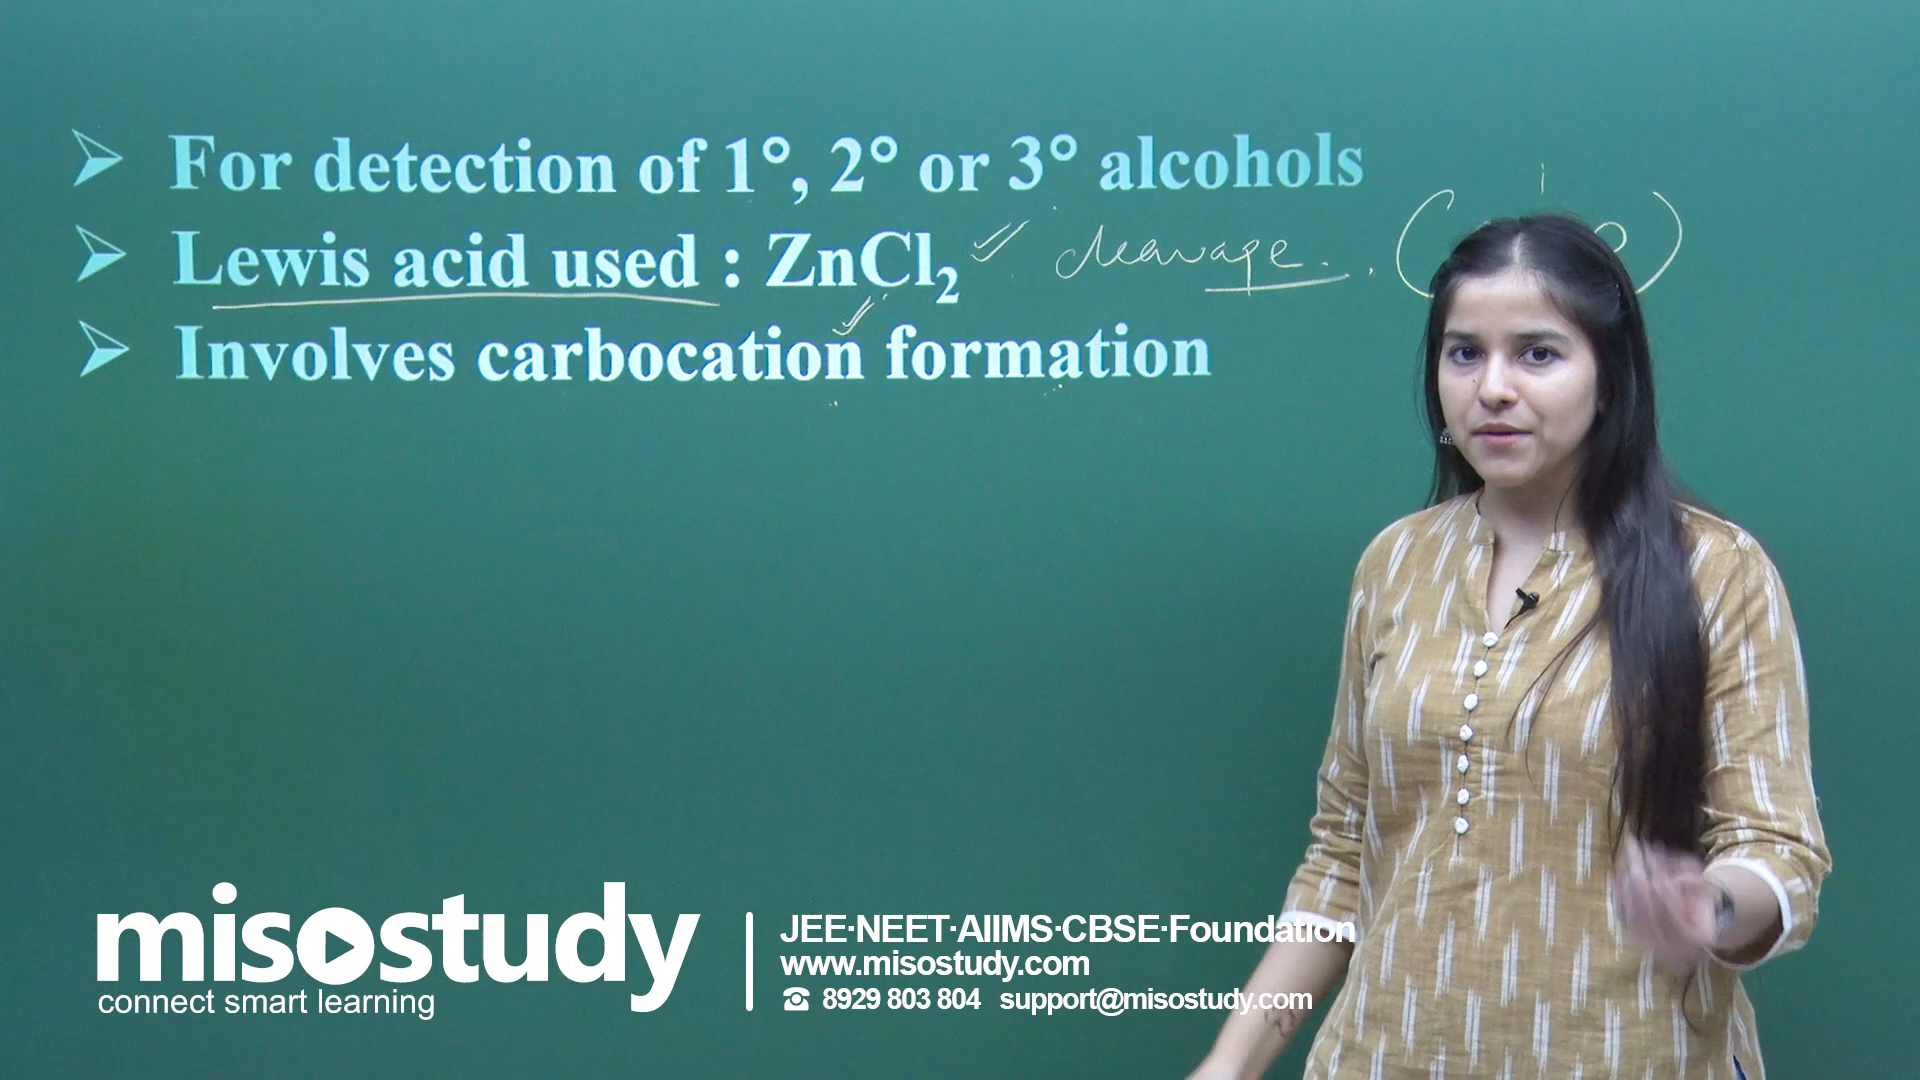 ➢ For detection of 1°, 2° or 3° alcohols
➢ Lewis acid used : ZnCl₂ cleavage.
➢ Involves carbocation formation
misostudy
connect smart learning
JEE·NEET·AIIMS·CBSE·Foundation
www.misostudy.com
☎ 8929 803 804 support@misostudy.com